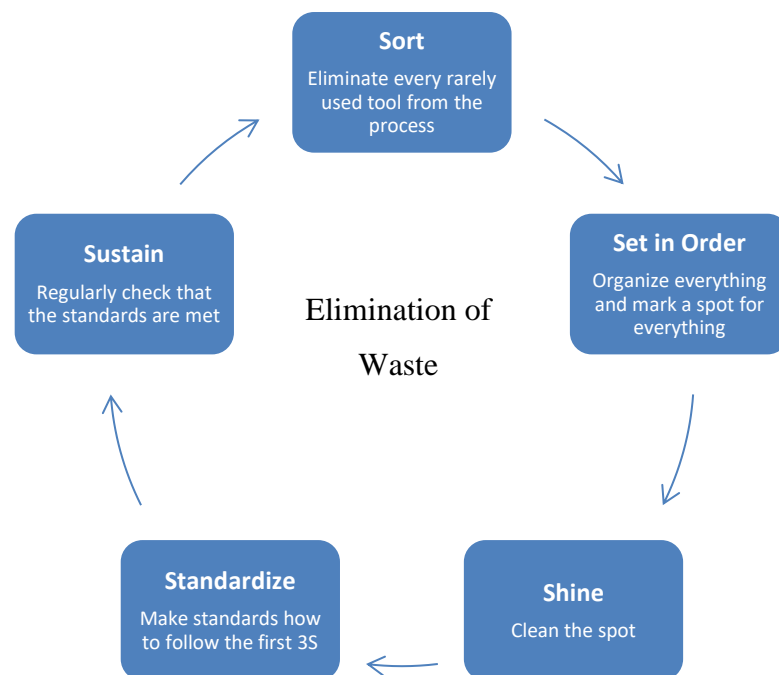 Sort
Eliminate every rarely
used tool from the
process
Set in Order
Organize everything
and mark a spot for
everything
Shine
Clean the spot
Standardize
Make standards how
to follow the first 3S
Sustain
Regularly check that
the standards are met
Elimination of
Waste